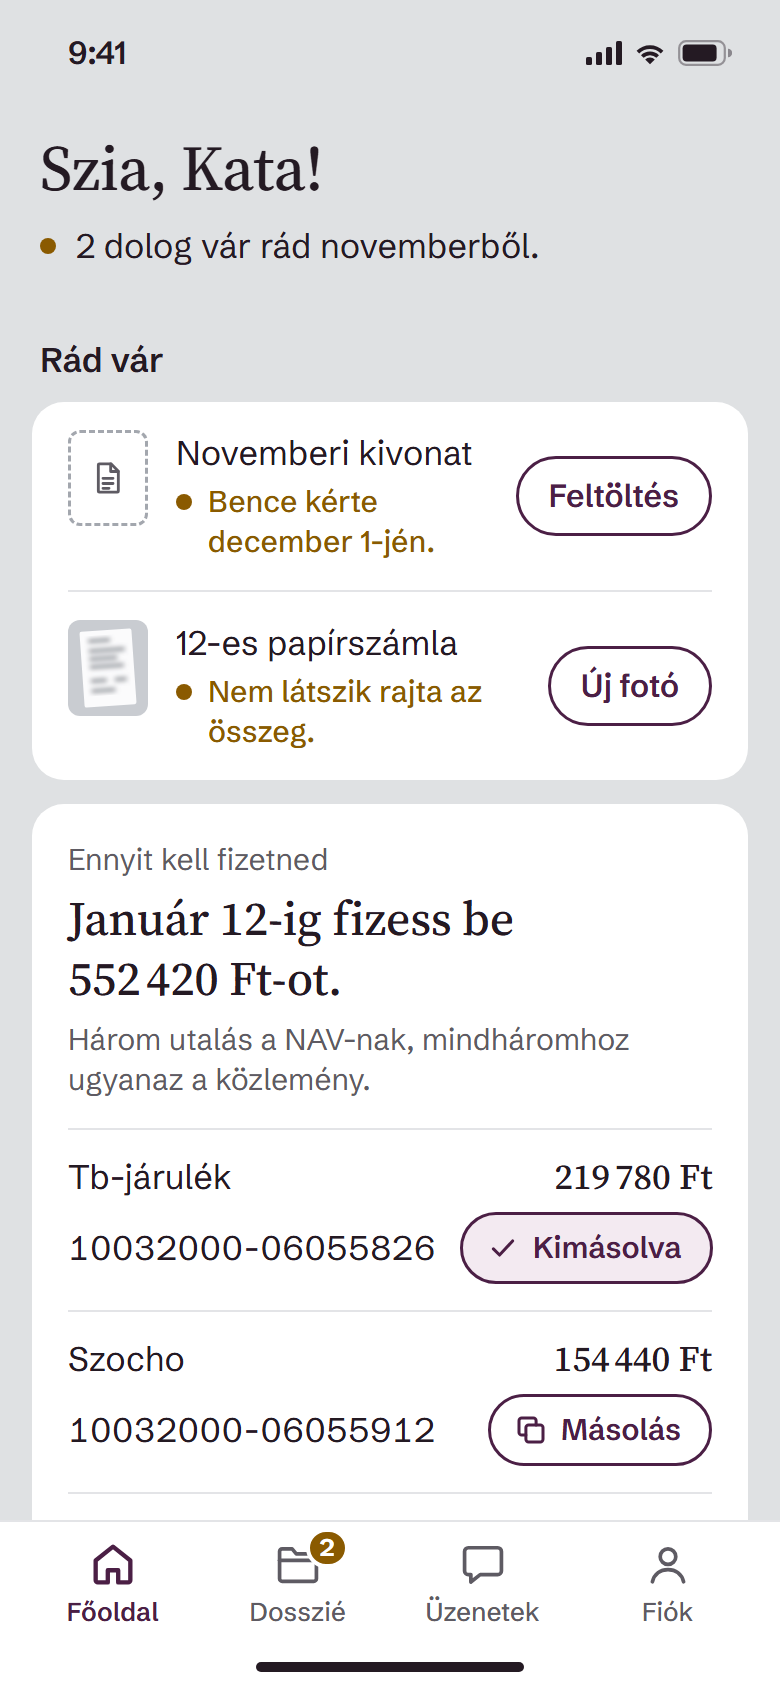 9:41
Szia, Kata!
2 dolog vár rád novemberből.
Rád vár
Novemberi kivonat
Bence kérte
december 1-jén.
Feltöltés
12-es papírszámla
Nem látszik rajta az
összeg.
Új fotó
Ennyit kell fizetned
Január 12-ig fizess be
552 420 Ft-ot.
Három utalás a NAV-nak, mindháromhoz
ugyanaz a közlemény.
Tb-járulék
219 780 Ft
10032000-06055826
Kimásolva
Szocho
154 440 Ft
10032000-06055912
Másolás
2
Főoldal
Dosszié
Üzenetek
Fiók